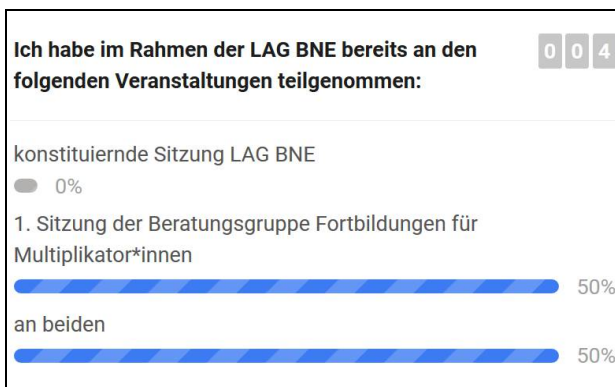 Ich habe im Rahmen der LAG BNE bereits an den
folgenden Veranstaltungen teilgenommen:
0 0 4
konstituiernde Sitzung LAG BNE
0%
1. Sitzung der Beratungsgruppe Fortbildungen für
Multiplikator*innen
50%
an beiden
50%